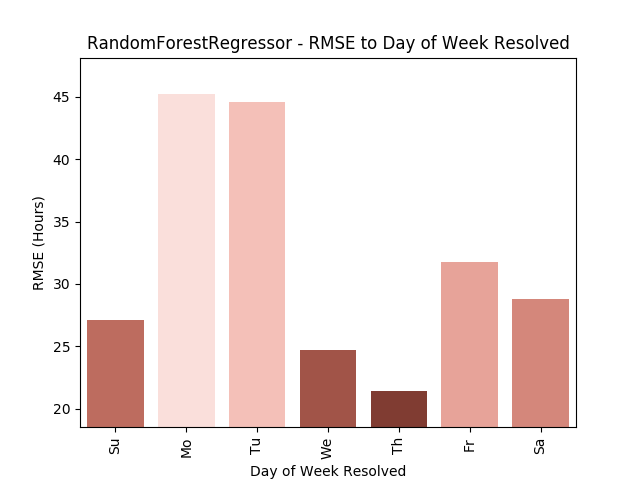 RandomForestRegressor - RMSE to Day of Week Resolved
RMSE (Hours)
45
40
35
30
25
20
Su
Mo
Tu
We
Th
Fr
Sa
Day of Week Resolved